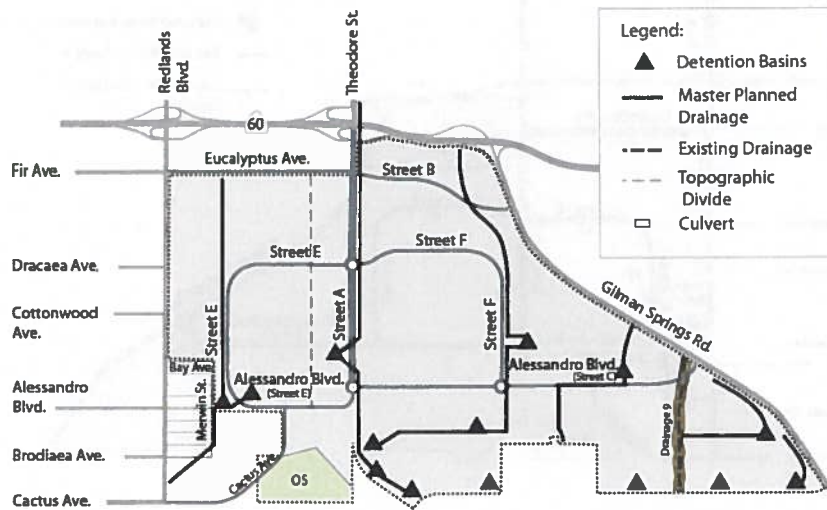 Redlands
Blvd.
Theodore St.
Legend:
Detention Basins
Master Planned
Drainage
Existing Drainage
Topographic
Divide
Culvert
60
Eucalyptus Ave.
Fir Ave.
Street B
Street E
Street F
Dracaea Ave.
Gilman Springs Rd.
Cottonwood
Ave.
Street E
Street A
Street F
Bay Ave.
Alessandro Blvd.
(Street E)
Alessandro Blvd.
(Street C)
Alessandro
Blvd.
Merwin St.
Drainage 9
Brodiaea Ave.
Cactus Ave.
OS
Cactus Ave.